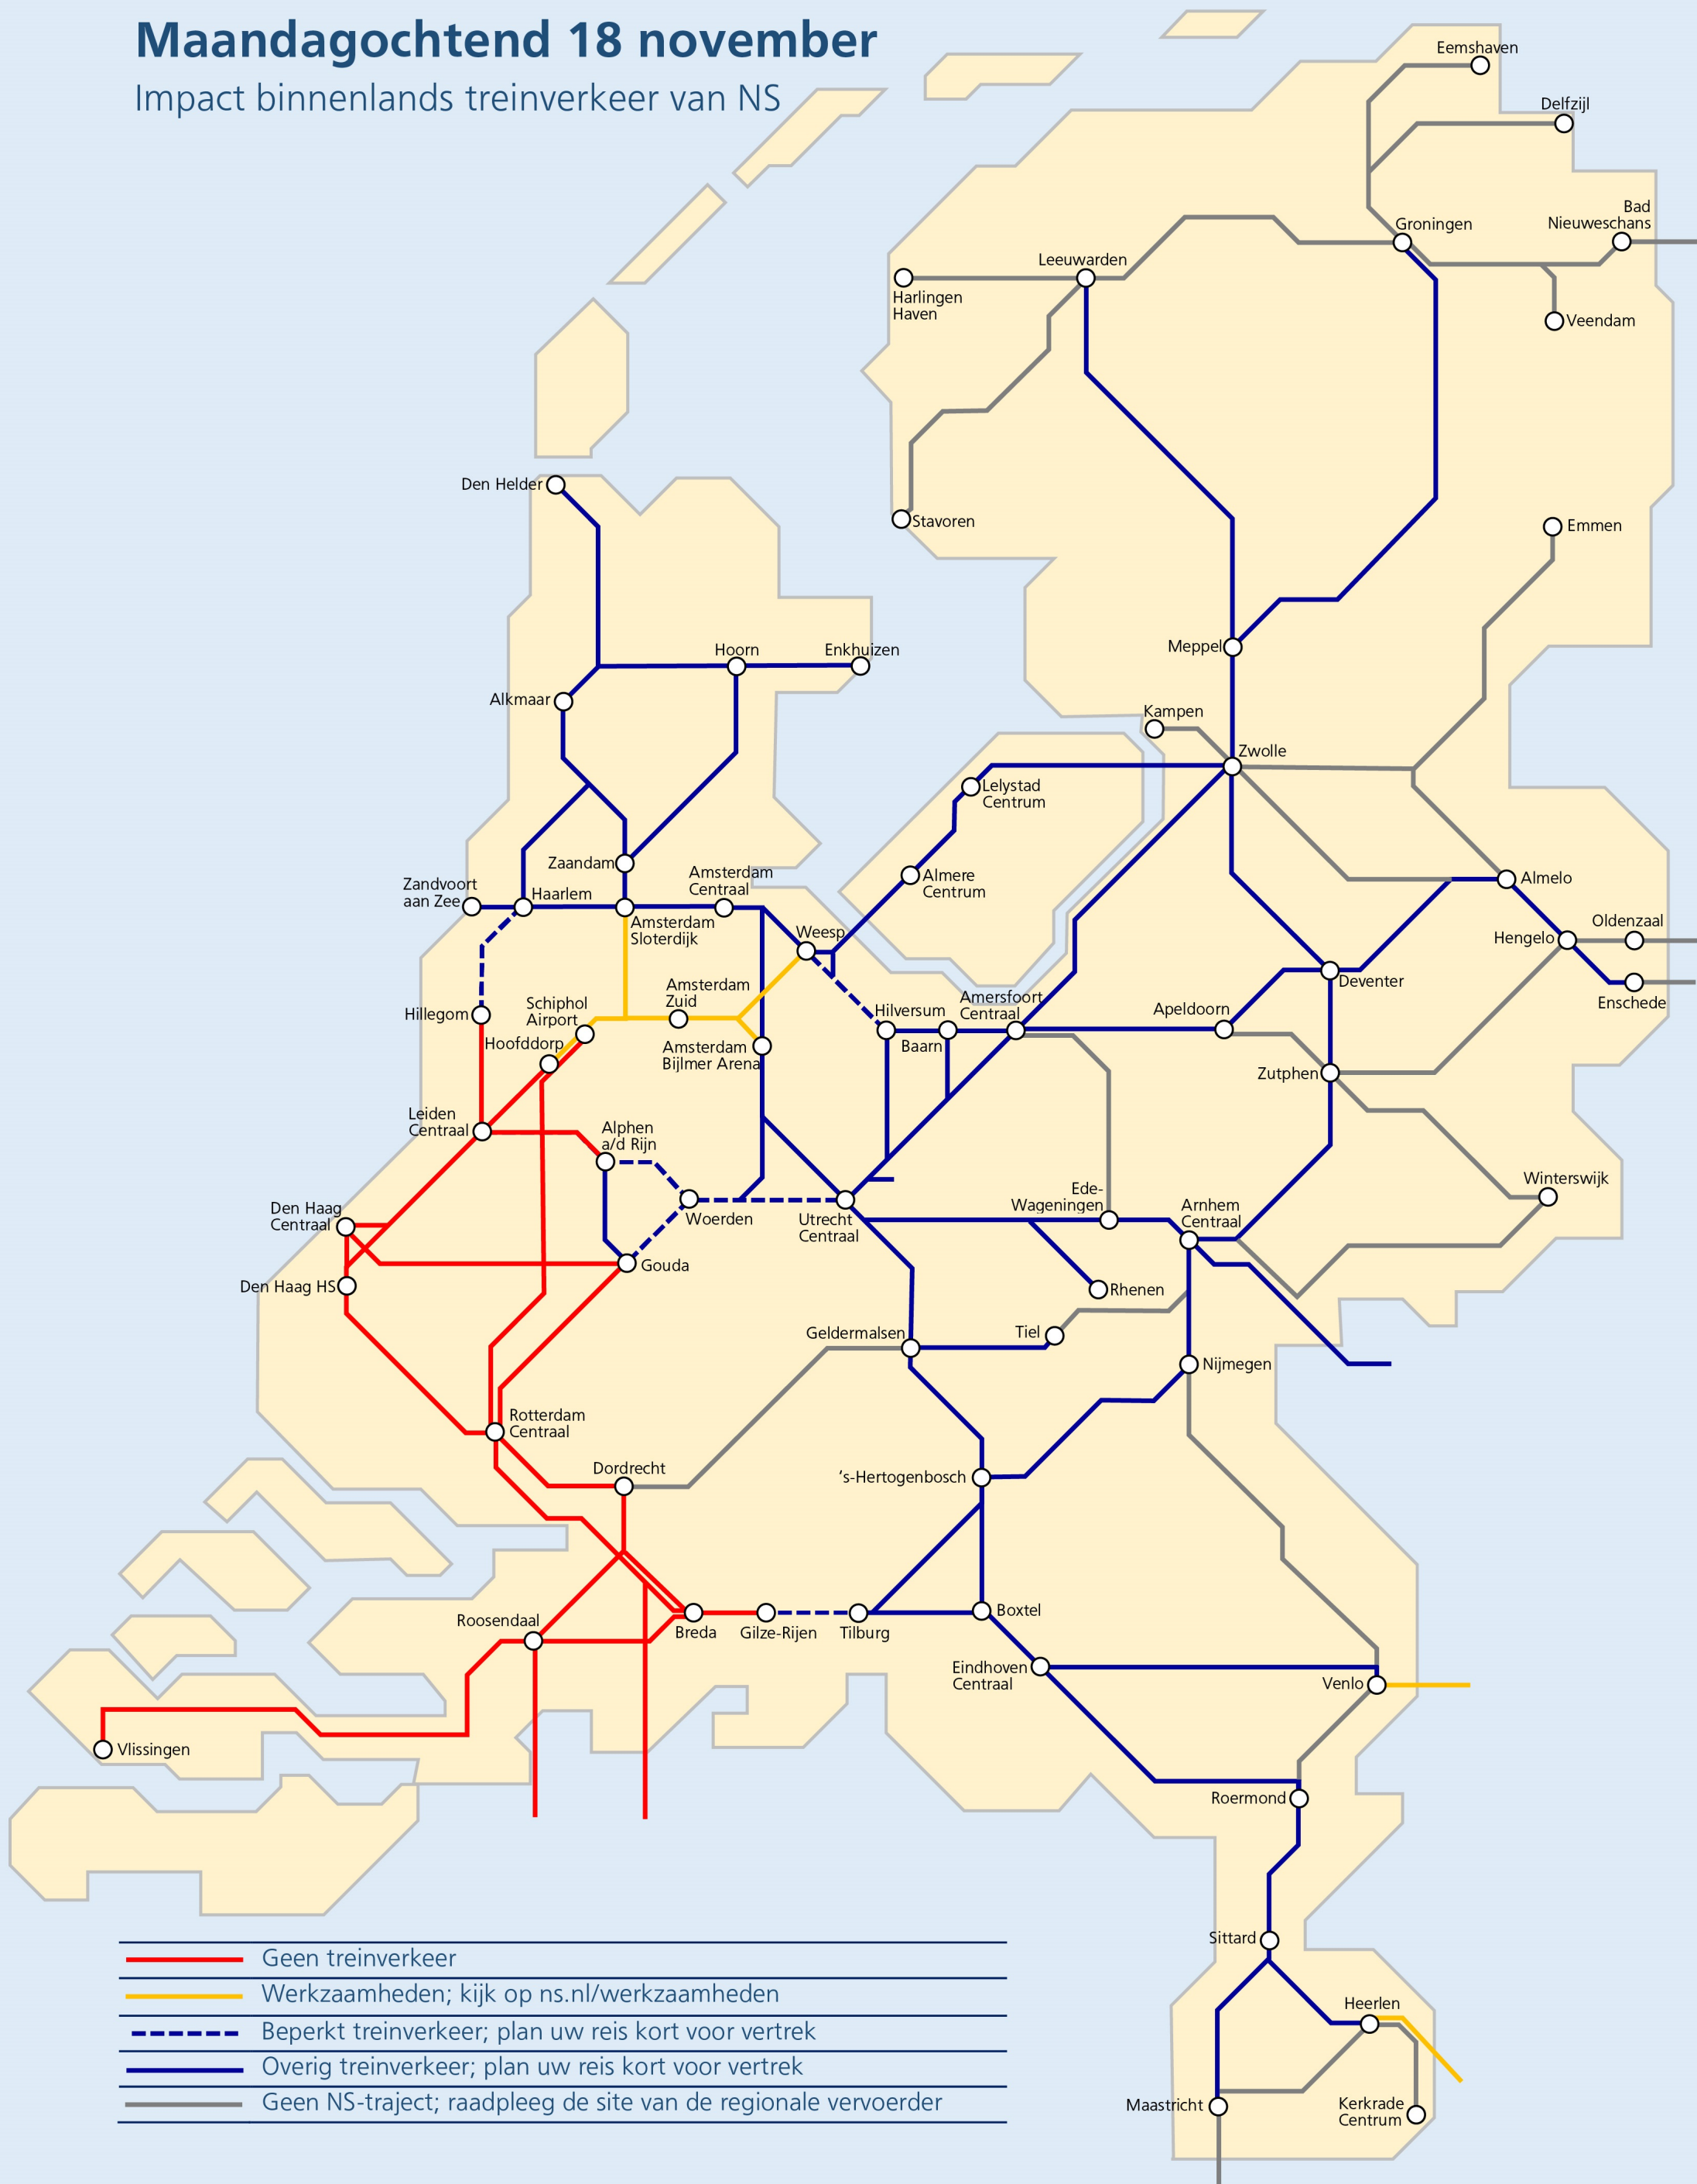 Maandagochtend 18 november
Impact binnenlands treinverkeer van NS
Eemshaven
Delfzijl
Bad
Nieuweschans
Groningen
Leeuwarden
Harlingen
Haven
Veendam
Den Helder
Stavoren
Emmen
Hoorn
Enkhuizen
Meppel
Alkmaar
Kampen
Zwolle
Lelystad
Centrum
Zaandam
Amsterdam
Centraal
Almere
Centrum
Almelo
Zandvoort
aan Zee
Haarlem
Amsterdam
Sloterdijk
Weesp
Oldenzaal
Hengelo
Deventer
Enschede
Amsterdam
Zuid
Schiphol
Airport
Hillegom
Hilversum
Amersfoort
Centraal
Apeldoorn
Hoofddorp
Amsterdam
Bijlmer Arena
Baarn
Zutphen
Leiden
Centraal
Alphen
a/d Rijn
Winterswijk
Ede-
Wageningen
Den Haag
Centraal
Woerden
Utrecht
Centraal
Arnhem
Centraal
Gouda
Den Haag HS
Rhenen
Geldermalsen
Tiel
Nijmegen
Rotterdam
Centraal
Dordrecht
's-Hertogenbosch
Roosendaal
Breda
Gilze-Rijen
Tilburg
Boxtel
Eindhoven
Centraal
Venlo
Vlissingen
Roermond
Sittard
Heerlen
Maastricht
Kerkrade
Centrum
Geen treinverkeer
Werkzaamheden; kijk op ns.nl/werkzaamheden
Beperkt treinverkeer; plan uw reis kort voor vertrek
Overig treinverkeer; plan uw reis kort voor vertrek
Geen NS-traject; raadpleeg de site van de regionale vervoerder